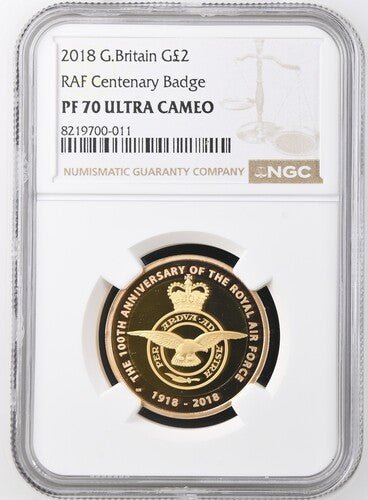 2018 G.Britain G£2
RAF Centenary Badge
PF 70 ULTRA CAMEO
8219700-011
NUMISMATIC GUARANTY COMPANY NGC
THE 100TH ANNIVERSARY OF THE ROYAL AIR FORCE
PER ARDVA·AD ASTRA
1918 - 2018